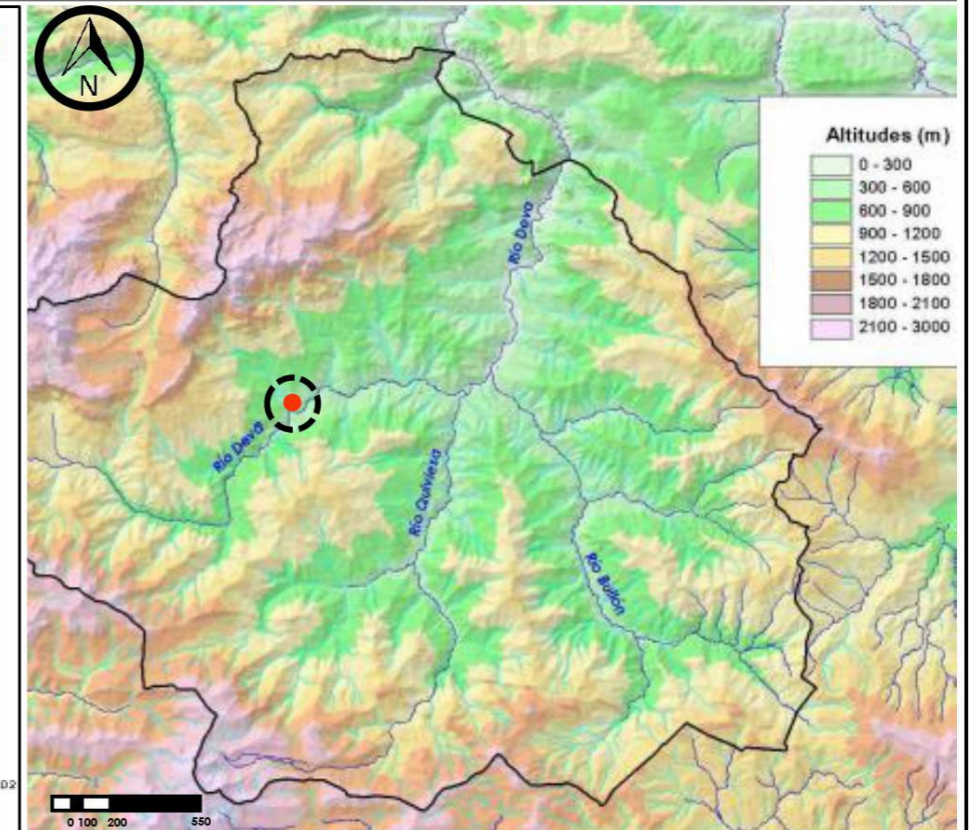 N
Altitudes (m)
0 - 300
300 - 600
600 - 900
900 - 1200
1200 - 1500
1500 - 1800
1800 - 2100
2100 - 3000
Río Deva
Río Deva
Río Quiviesa
Río Bullón
02
0 100 200 550